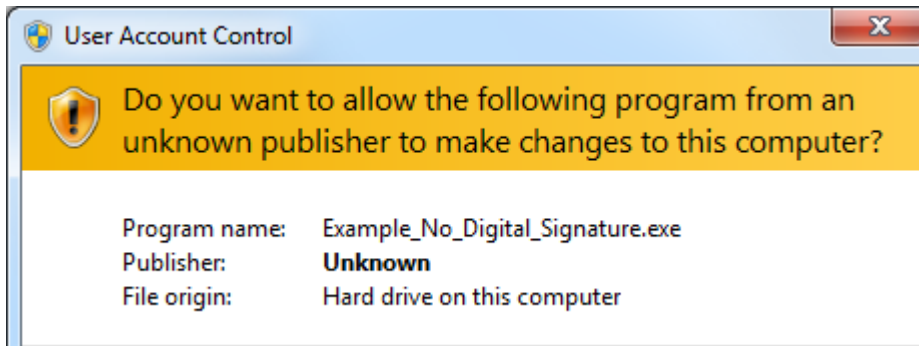 User Account Control
Do you want to allow the following program from an
unknown publisher to make changes to this computer?
Program name: Example_No_Digital_Signature.exe
Publisher: Unknown
File origin: Hard drive on this computer